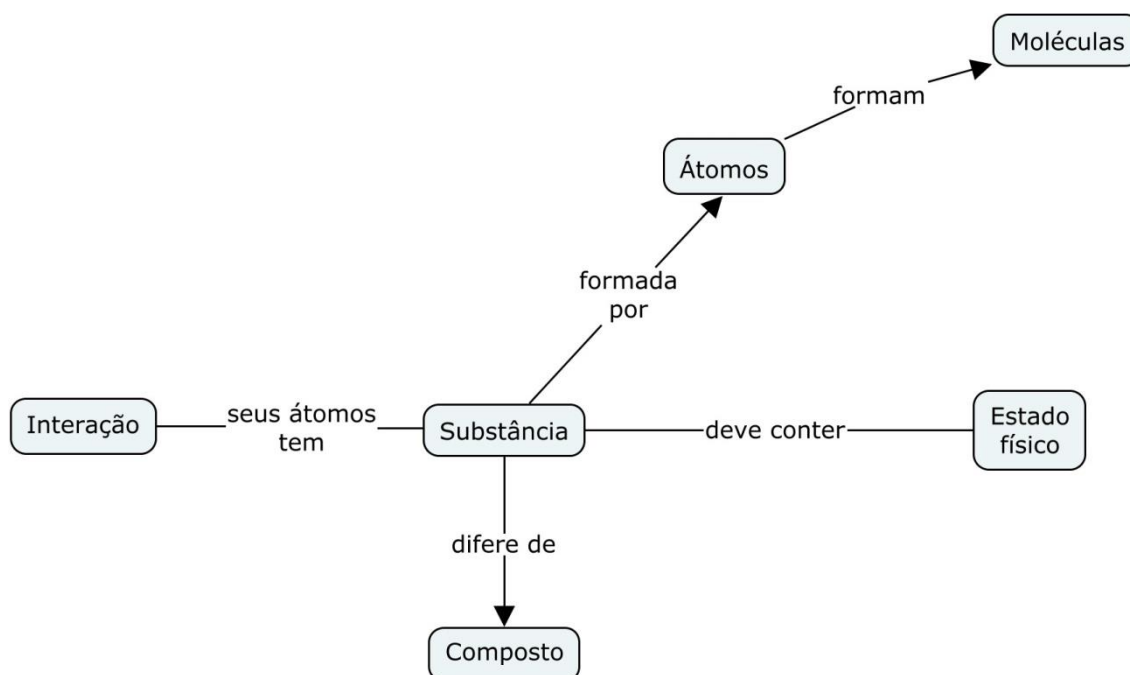 Moléculas
formam
Átomos
formada
por
Interação
seus átomos
tem
Substância
deve conter
Estado
físico
difere de
Composto